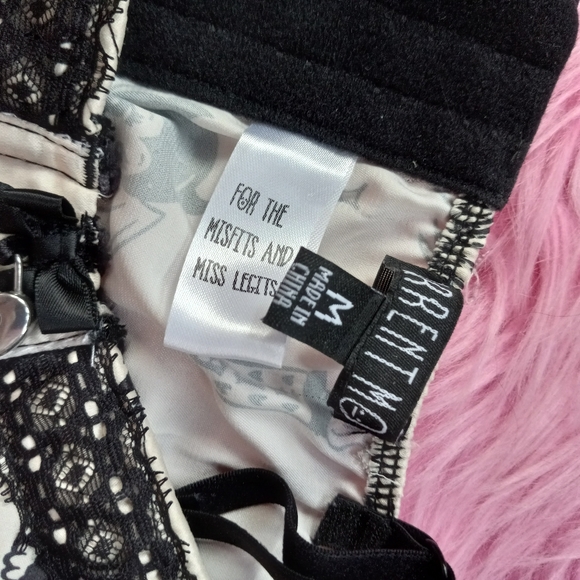 FOR THE
MISFITS AND
MISS LEGITS
M
MADE IN
CHINA
RRENT MO